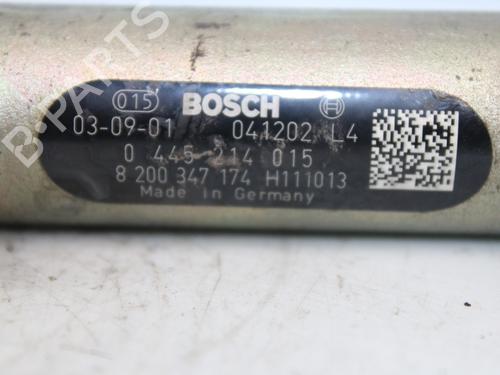 B-PARTS
015 BOSCH
03-09-01 041202 L4
0 445 214 015
8 200 347 174 H111013
Made in Germany